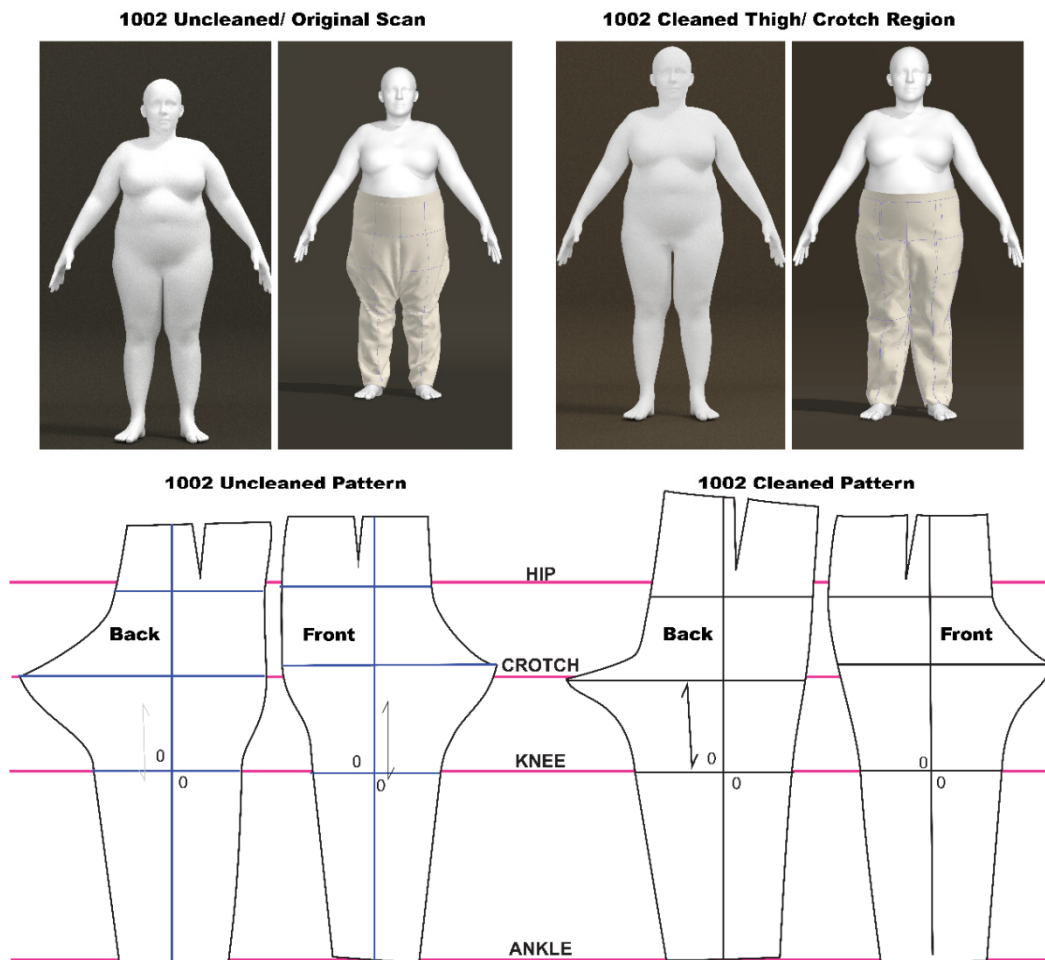 1002 Uncleaned/ Original Scan
1002 Cleaned Thigh/ Crotch Region
1002 Uncleaned Pattern
1002 Cleaned Pattern
HIP
Back
Front
Back
Front
CROTCH
0
0
0
0
KNEE
0
0
0
0
ANKLE